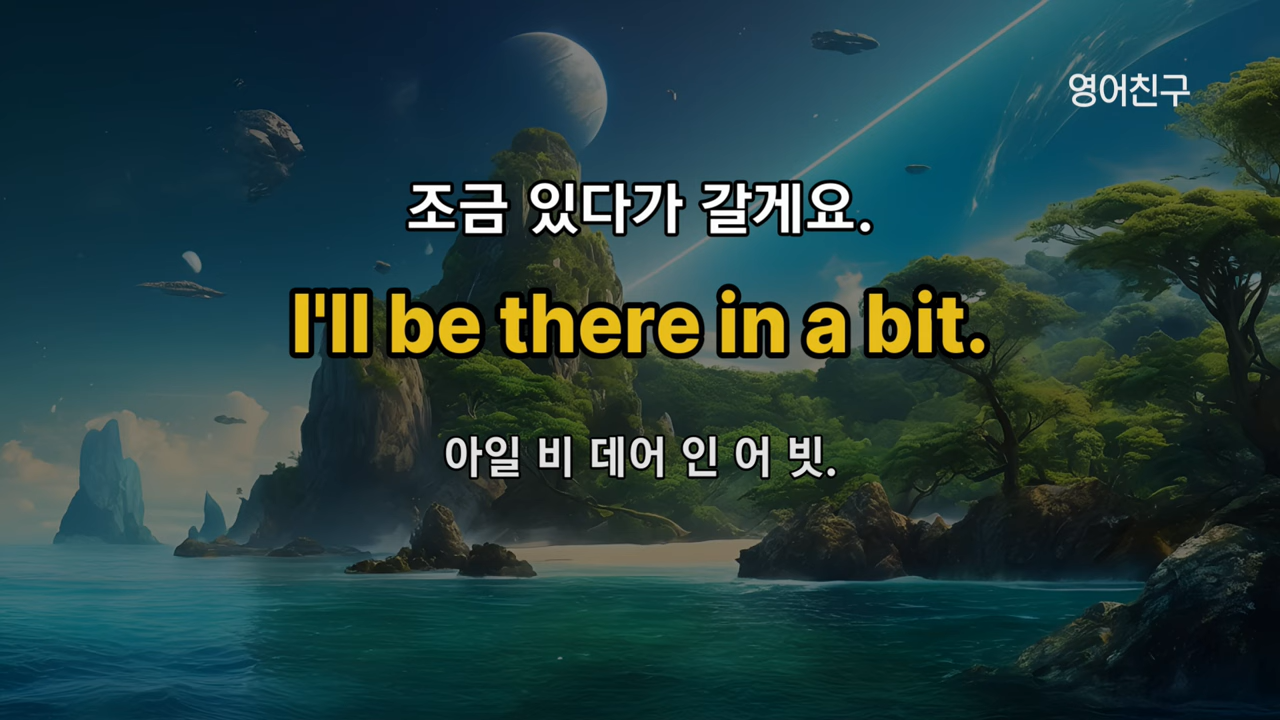 영어친구
조금 있다가 갈게요.
I'll be there in a bit.
아일 비 데어 인 어 빗.